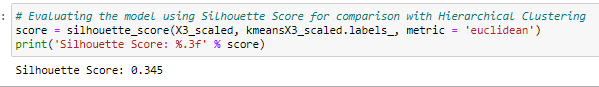 : # Evaluating the model using Silhouette Score for comparison with Hierarchical Clustering
score = silhouette_score(X3_scaled, kmeansX3_scaled.labels_, metric = 'euclidean')
print('Silhouette Score: %.3f' % score)
Silhouette Score: 0.345